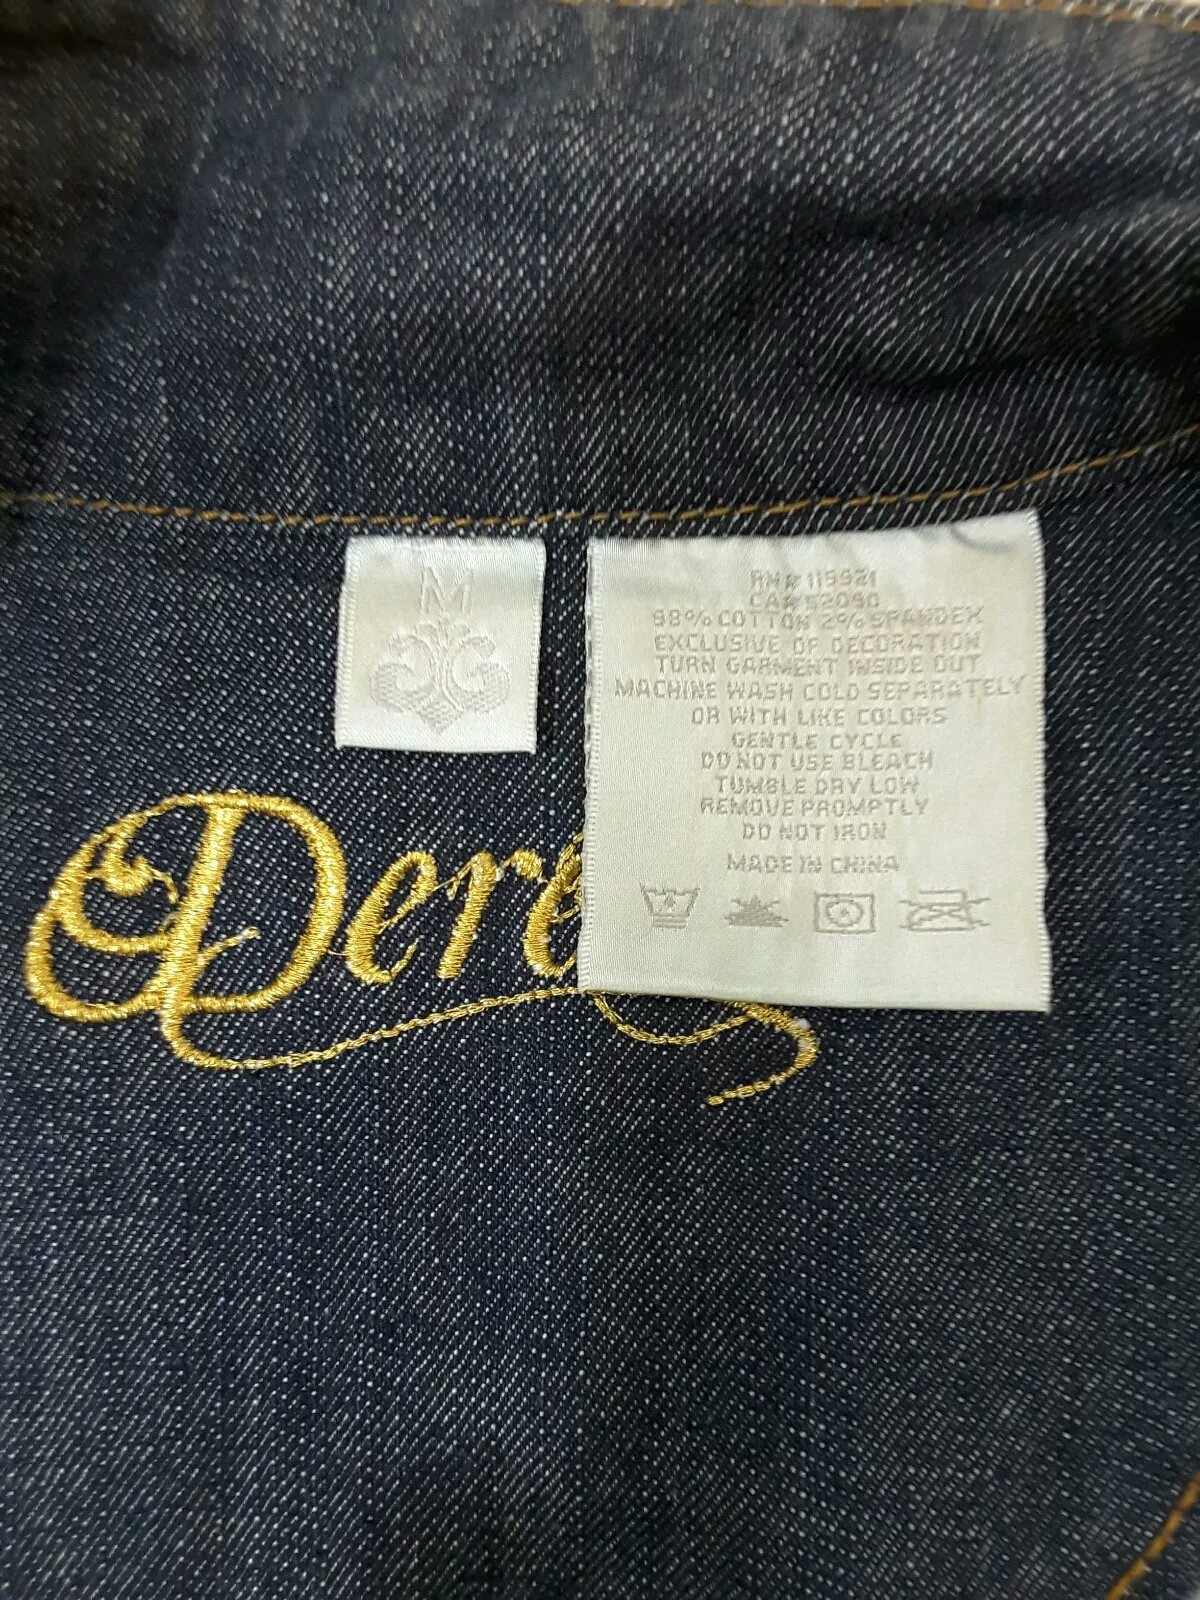 M
RN# 115921
CA# 52090
98% COTTON 2% SPANDEX
EXCLUSIVE OF DECORATION
TURN GARMENT INSIDE OUT
MACHINE WASH COLD SEPARATELY
OR WITH LIKE COLORS
GENTLE CYCLE
DO NOT USE BLEACH
TUMBLE DRY LOW
REMOVE PROMPTLY
DO NOT IRON
MADE IN CHINA
Dere